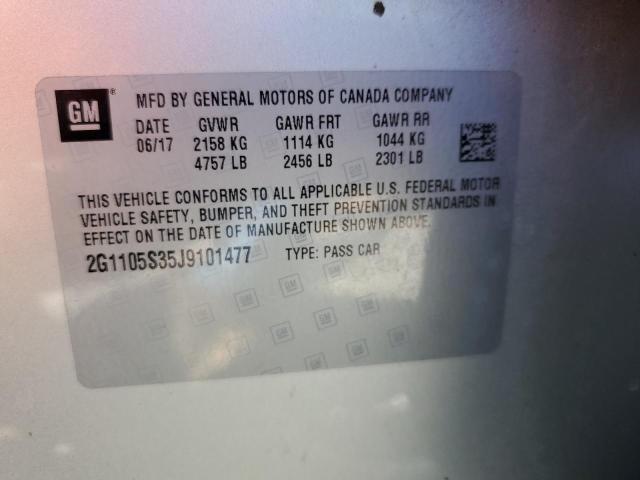 GM ®
MFD BY GENERAL MOTORS OF CANADA COMPANY
DATE GVWR GAWR FRT GAWR RR
06/17 2158 KG 1114 KG 1044 KG
4757 LB 2456 LB 2301 LB
THIS VEHICLE CONFORMS TO ALL APPLICABLE U.S. FEDERAL MOTOR
VEHICLE SAFETY, BUMPER, AND THEFT PREVENTION STANDARDS IN
EFFECT ON THE DATE OF MANUFACTURE SHOWN ABOVE.
2G1105S35J9101477 TYPE: PASS CAR